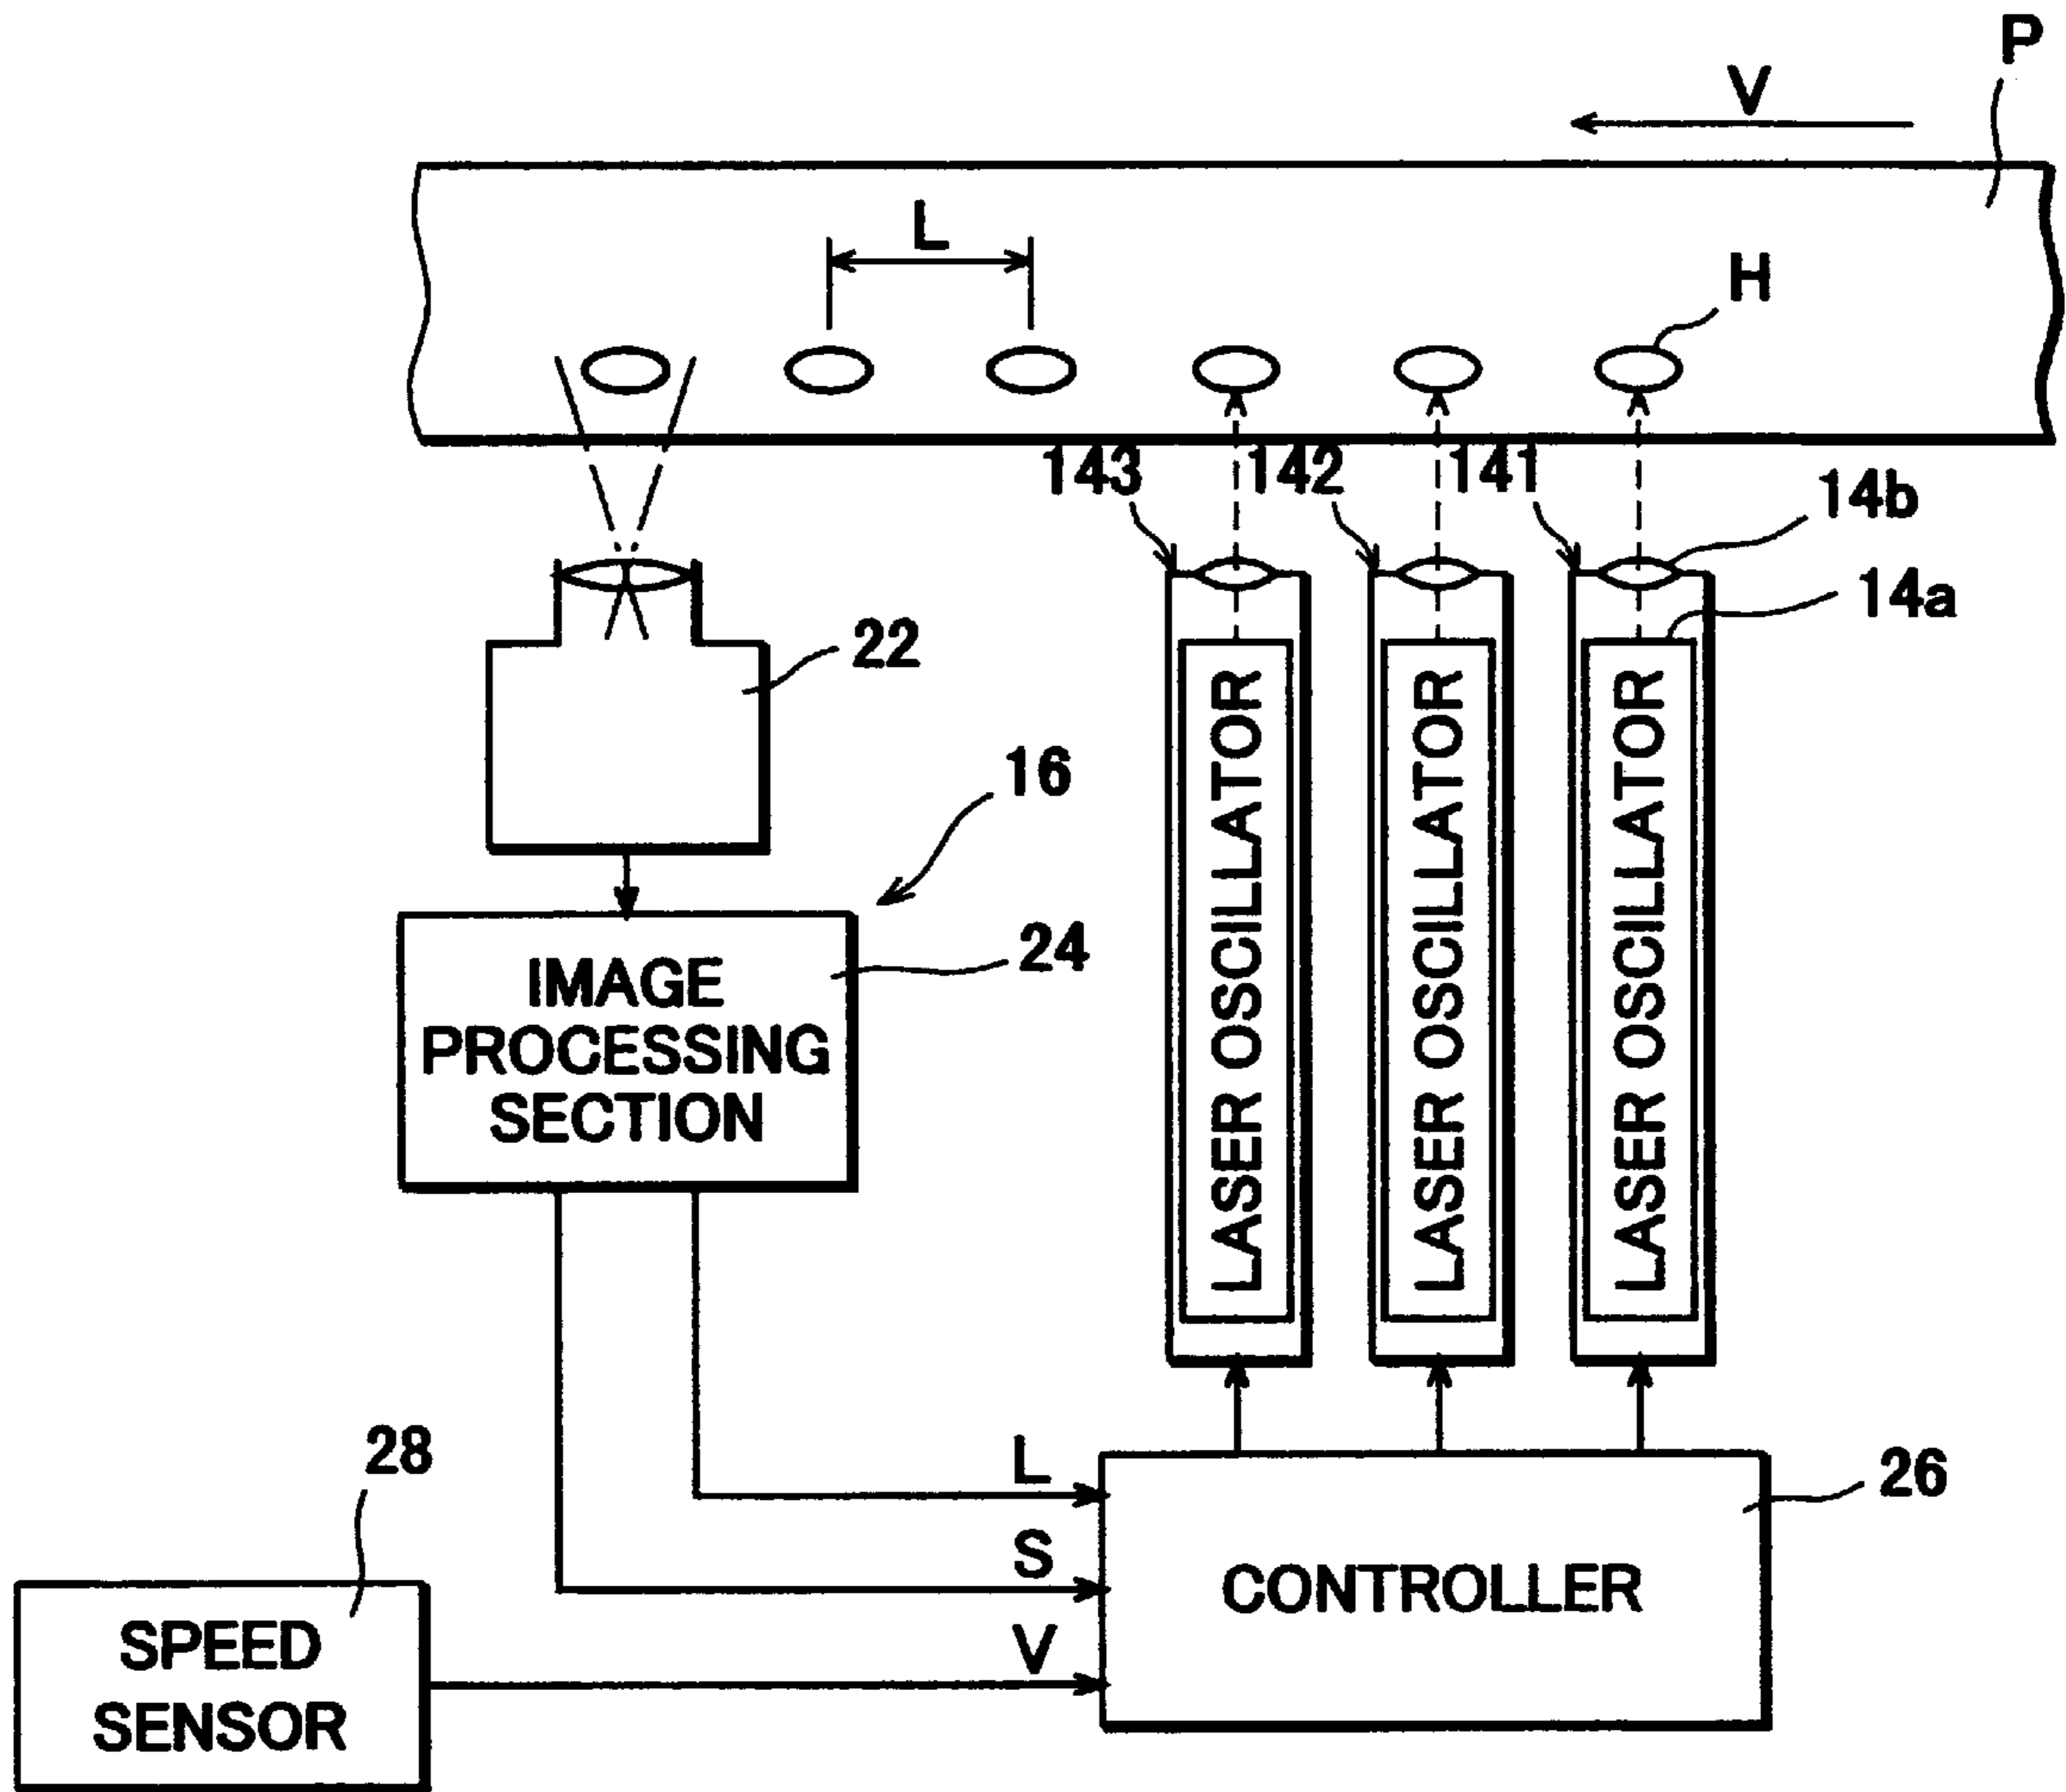 P
V
L
H
143
142
141
14b
14a
22
16
24
IMAGE
PROCESSING
SECTION
LASER OSCILLATOR
LASER OSCILLATOR
LASER OSCILLATOR
28
L
26
S
CONTROLLER
V
SPEED
SENSOR